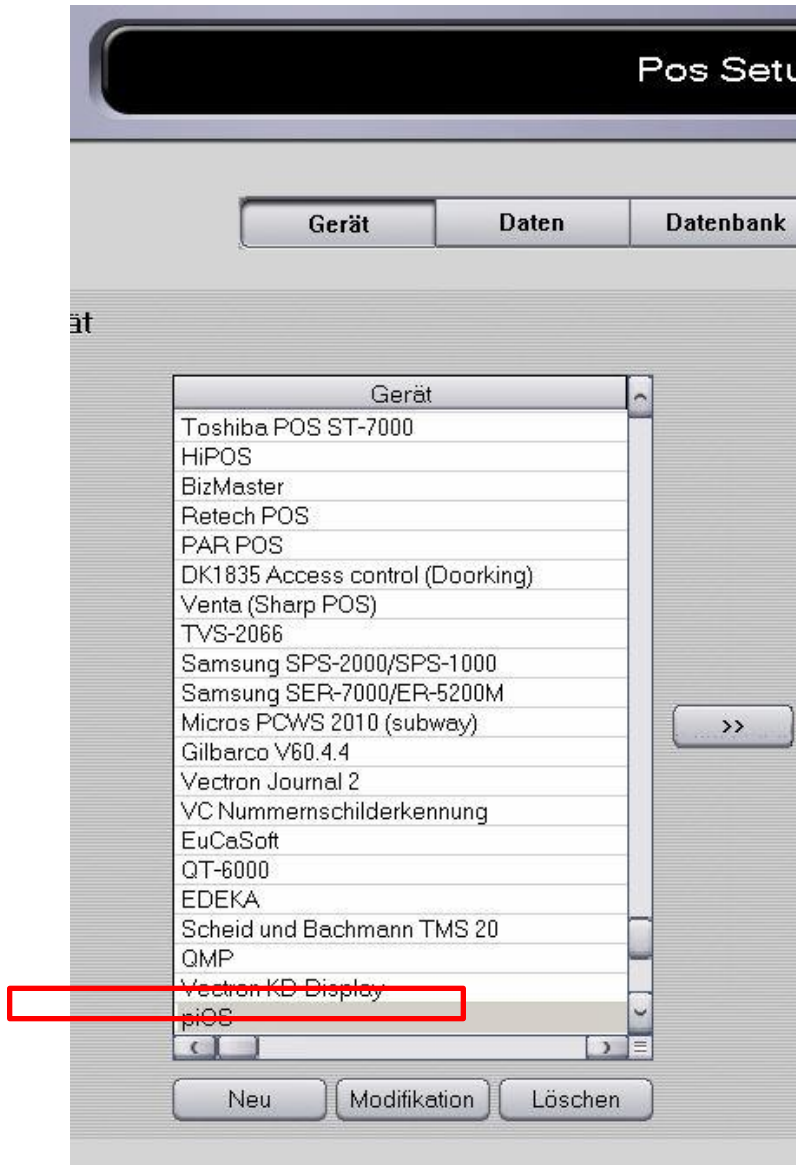 Pos Setu
Gerät Daten Datenbank
ät
Gerät
Toshiba POS ST-7000
HiPOS
BizMaster
Retech POS
PAR POS
DK1835 Access control (Doorking)
Venta (Sharp POS)
TVS-2066
Samsung SPS-2000/SPS-1000
Samsung SER-7000/ER-5200M
Micros PCWS 2010 (subway)
>>
Gilbarco V60.4.4
Vectron Journal 2
VC Nummernschilderkennung
EuCaSoft
QT-6000
EDEKA
Scheid und Bachmann TMS 20
QMP
Vectron KD Display
piOS
Neu Modifikation Löschen